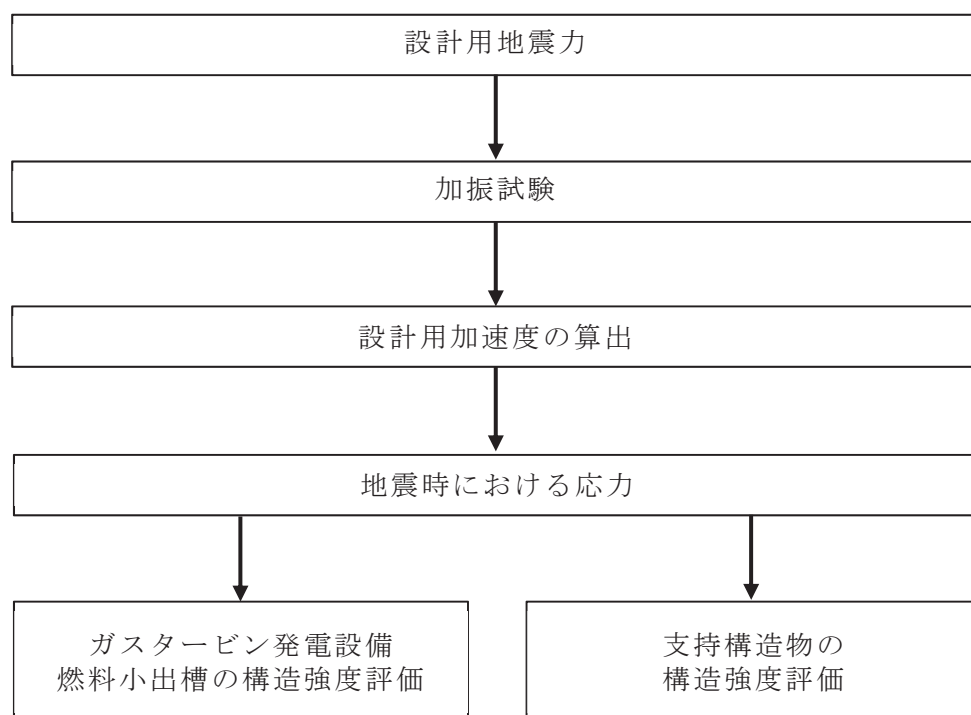 設計用地震力
加振試験
設計用加速度の算出
地震時における応力
ガスタービン発電設備
燃料小出槽の構造強度評価
支持構造物の
構造強度評価